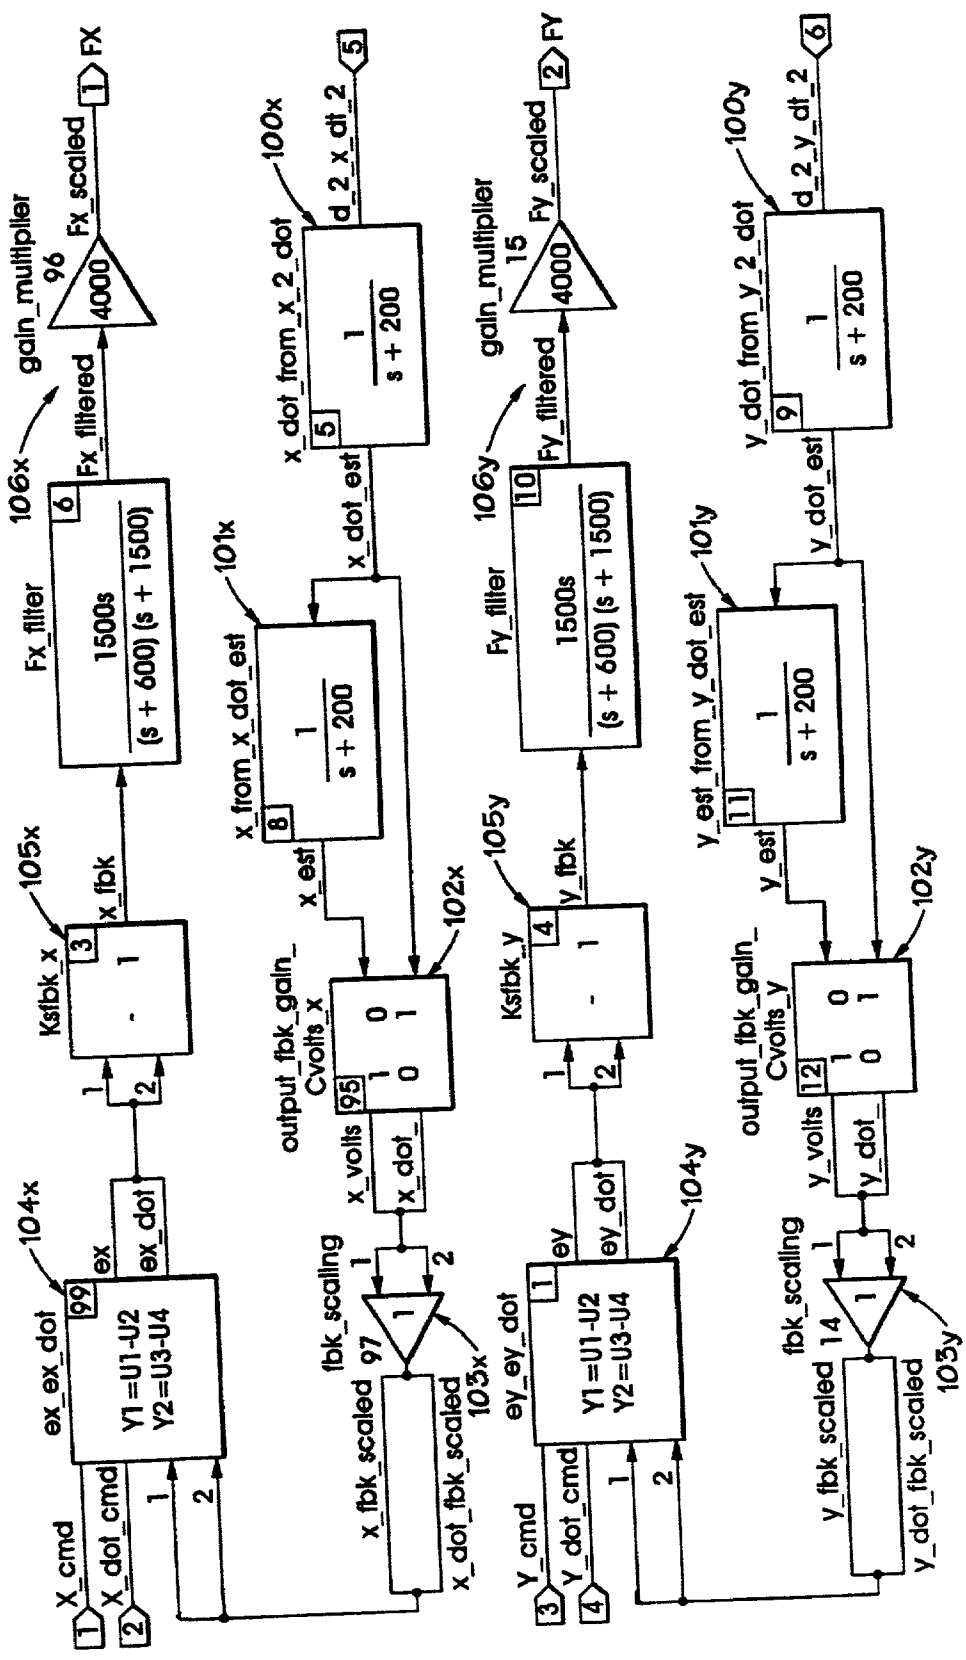 1
X_cmd
2
X_dot_cmd
1
2
ex_ex_dot
99
Y1=U1-U2
Y2=U3-U4
104x
ex
ex_dot
1
2
Kstbk_x
3
- 1
105x
x_fbk
Fx_filter
6
1500s
(s + 600) (s + 1500)
106x
Fx_filtered
gain_multiplier
96
4000
Fx_scaled
1
FX
x_fbk_scaled
x_dot_fbk_scaled
fbk_scaling
97
1
1
2
103x
x_volts
x_dot_
output_fbk_gain_
Cvolts_x
95
1 0
0 1
102x
x_est
x_from_x_dot_est
8
1
s + 200
101x
x_dot_est
x_dot_from_x_2_dot
5
1
s + 200
100x
d_2_x_dt_2
5
3
Y_cmd
4
Y_dot_cmd
1
2
ey_ey_dot
1
Y1=U1-U2
Y2=U3-U4
104y
ey
ey_dot
1
2
Ksfbk_y
4
- 1
105y
y_fbk
Fy_filter
10
1500s
(s + 600) (s + 1500)
106y
Fy_filtered
gain_multiplier
15
4000
Fy_scaled
2
FY
y_fbk_scaled
y_dot_fbk_scaled
fbk_scaling
14
1
1
2
103y
y_volts
y_dot_
output_fbk_gain_
Cvolts_y
12
1 0
0 1
102y
y_est
y_est_from_y_dot_est
11
1
s + 200
101y
y_dot_est
y_dot_from_y_2_dot
9
1
s + 200
100y
d_2_y_dt_2
6